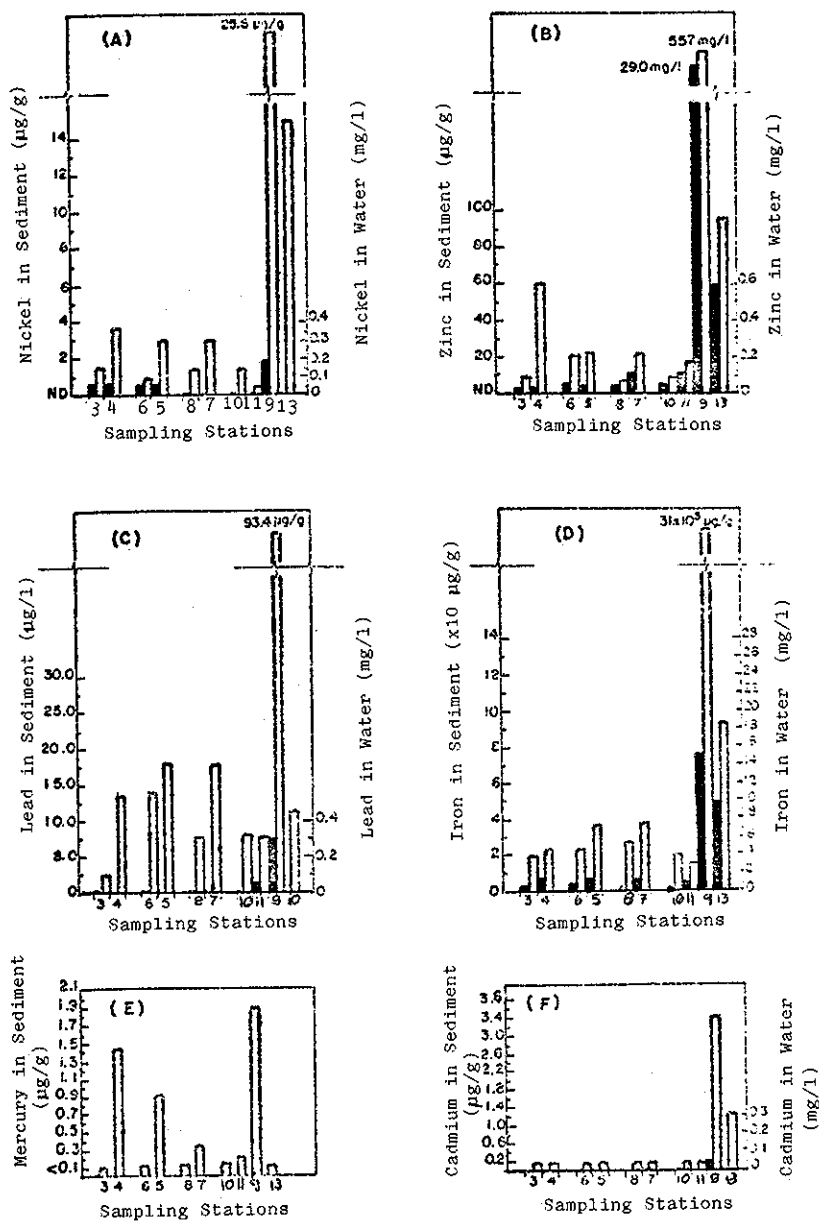 (A)
25.6 µg/g
Nickel in Sediment (µg/g)
14
12
8
6
4
2
ND
Nickel in Water (mg/l)
0.4
0.3
0.2
0.1
0
3 4 6 5 8 7 10 11 9 13
Sampling Stations
(B)
557 mg/l
29.0 mg/l
Zinc in Sediment (µg/g)
100
80
60
40
20
ND
Zinc in Water (mg/l)
0.6
0.4
0.2
0
3 4 6 5 8 7 10 11 9 13
Sampling Stations
(C)
93.4 µg/g
Lead in Sediment (µg/l)
30.0
25.0
20.0
15.0
10.0
0
Lead in Water (mg/l)
0.4
0.2
0
3 4 6 5 8 7 10 11 9 10
Sampling Stations
(D)
31x10³ µg/g
Iron in Sediment (x10 µg/g)
14
12
10
8
6
4
2
0
Iron in Water (mg/l)
28
26
24
3 4 6 5 8 7 10 11 9 13
Sampling Stations
(E)
Mercury in Sediment
(µg/g)
2.1
1.7
1.5
1.1
0.9
0.5
0.3
<0.1
3 4 6 5 8 7 10 11 13
Sampling Stations
(F)
Cadmium in Sediment
(µg/g)
3.6
3.4
3.0
2.6
2.2
1.8
1.4
1.0
0.6
0.2
Cadmium in Water
(mg/l)
0.3
0.2
0.1
0
3 4 6 5 8 7 10 11 9 13
Sampling Stations